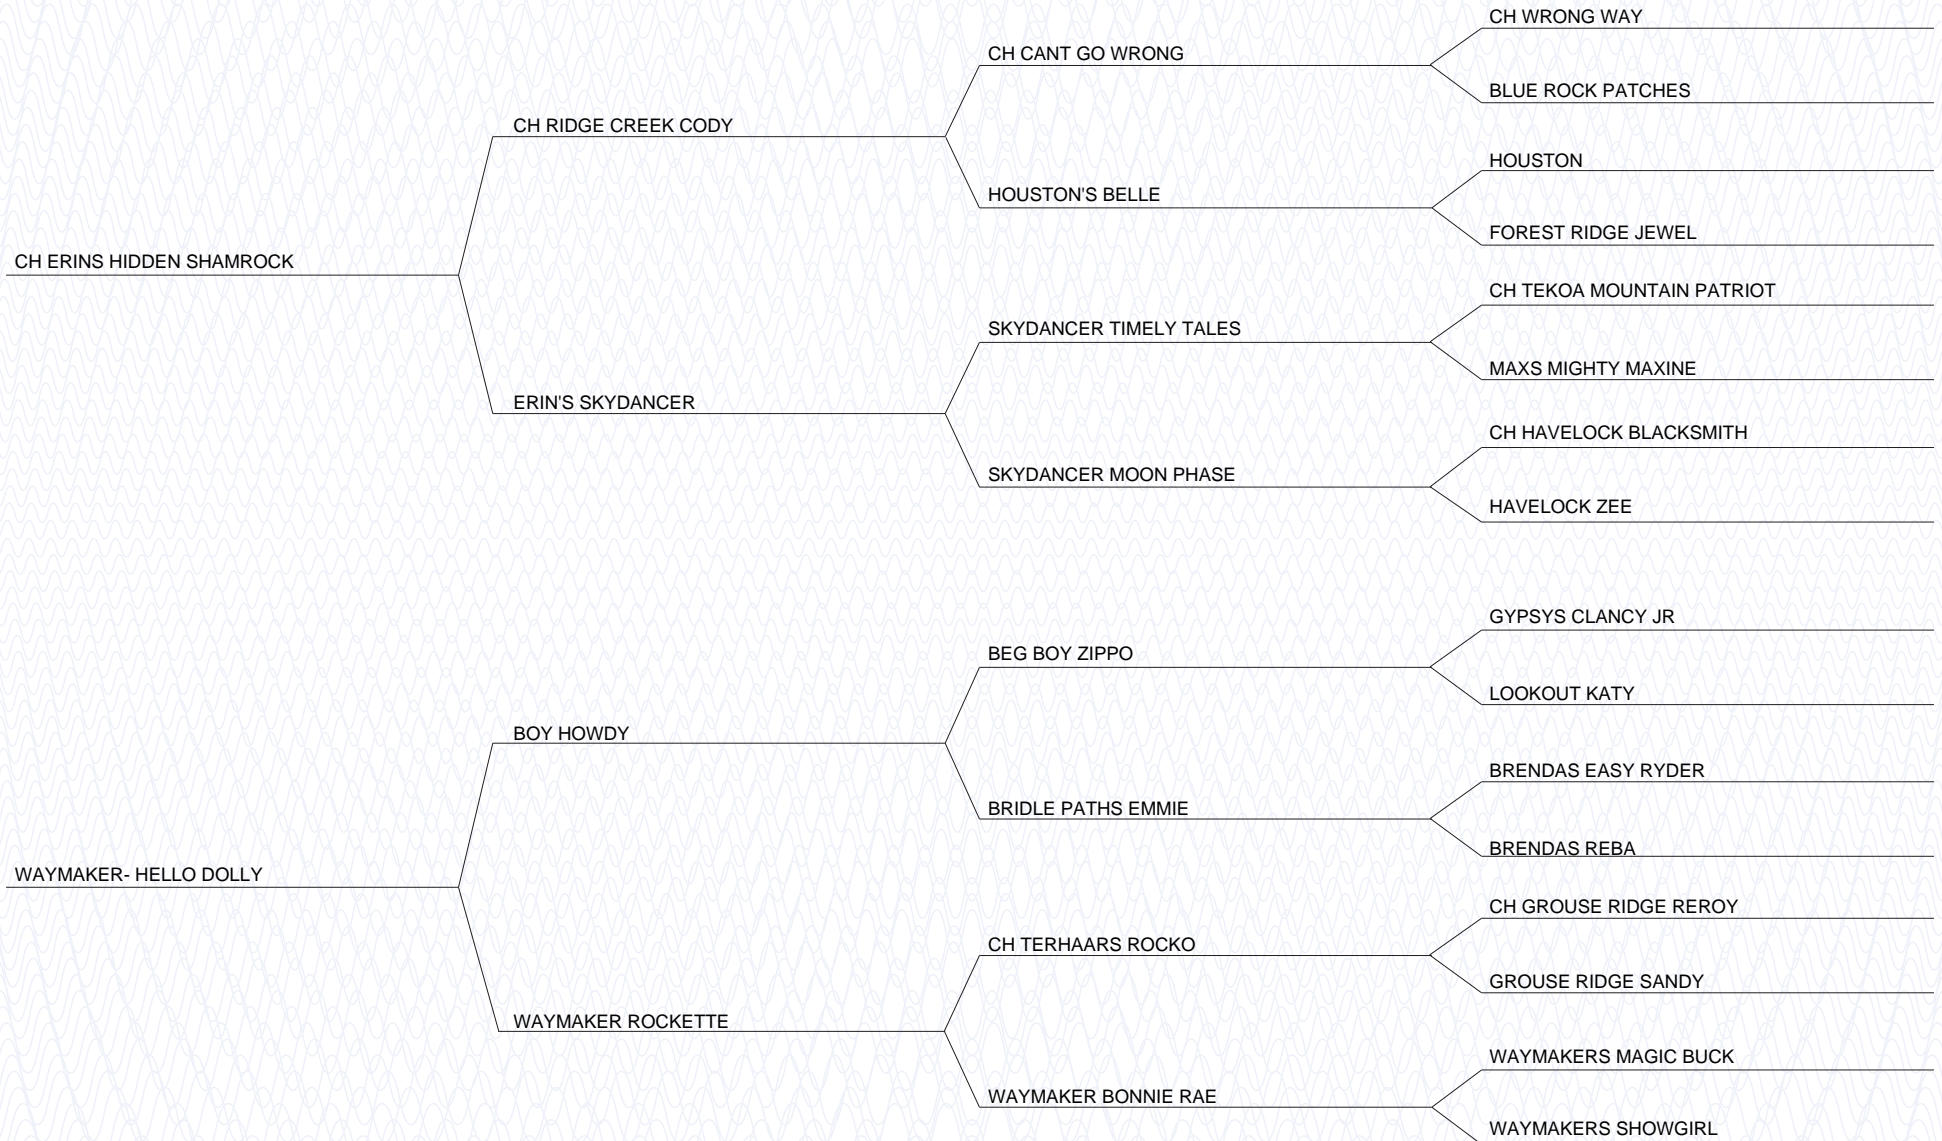 CH WRONG WAY
CH CANT GO WRONG
BLUE ROCK PATCHES
CH RIDGE CREEK CODY
HOUSTON
HOUSTON'S BELLE
FOREST RIDGE JEWEL
CH ERINS HIDDEN SHAMROCK
CH TEKOA MOUNTAIN PATRIOT
SKYDANCER TIMELY TALES
MAXS MIGHTY MAXINE
ERIN'S SKYDANCER
CH HAVELOCK BLACKSMITH
SKYDANCER MOON PHASE
HAVELOCK ZEE
GYPSYS CLANCY JR
BEG BOY ZIPPO
LOOKOUT KATY
BOY HOWDY
BRENDAS EASY RYDER
BRIDLE PATHS EMMIE
BRENDAS REBA
WAYMAKER- HELLO DOLLY
CH GROUSE RIDGE REROY
CH TERHAARS ROCKO
GROUSE RIDGE SANDY
WAYMAKER ROCKETTE
WAYMAKERS MAGIC BUCK
WAYMAKER BONNIE RAE
WAYMAKERS SHOWGIRL